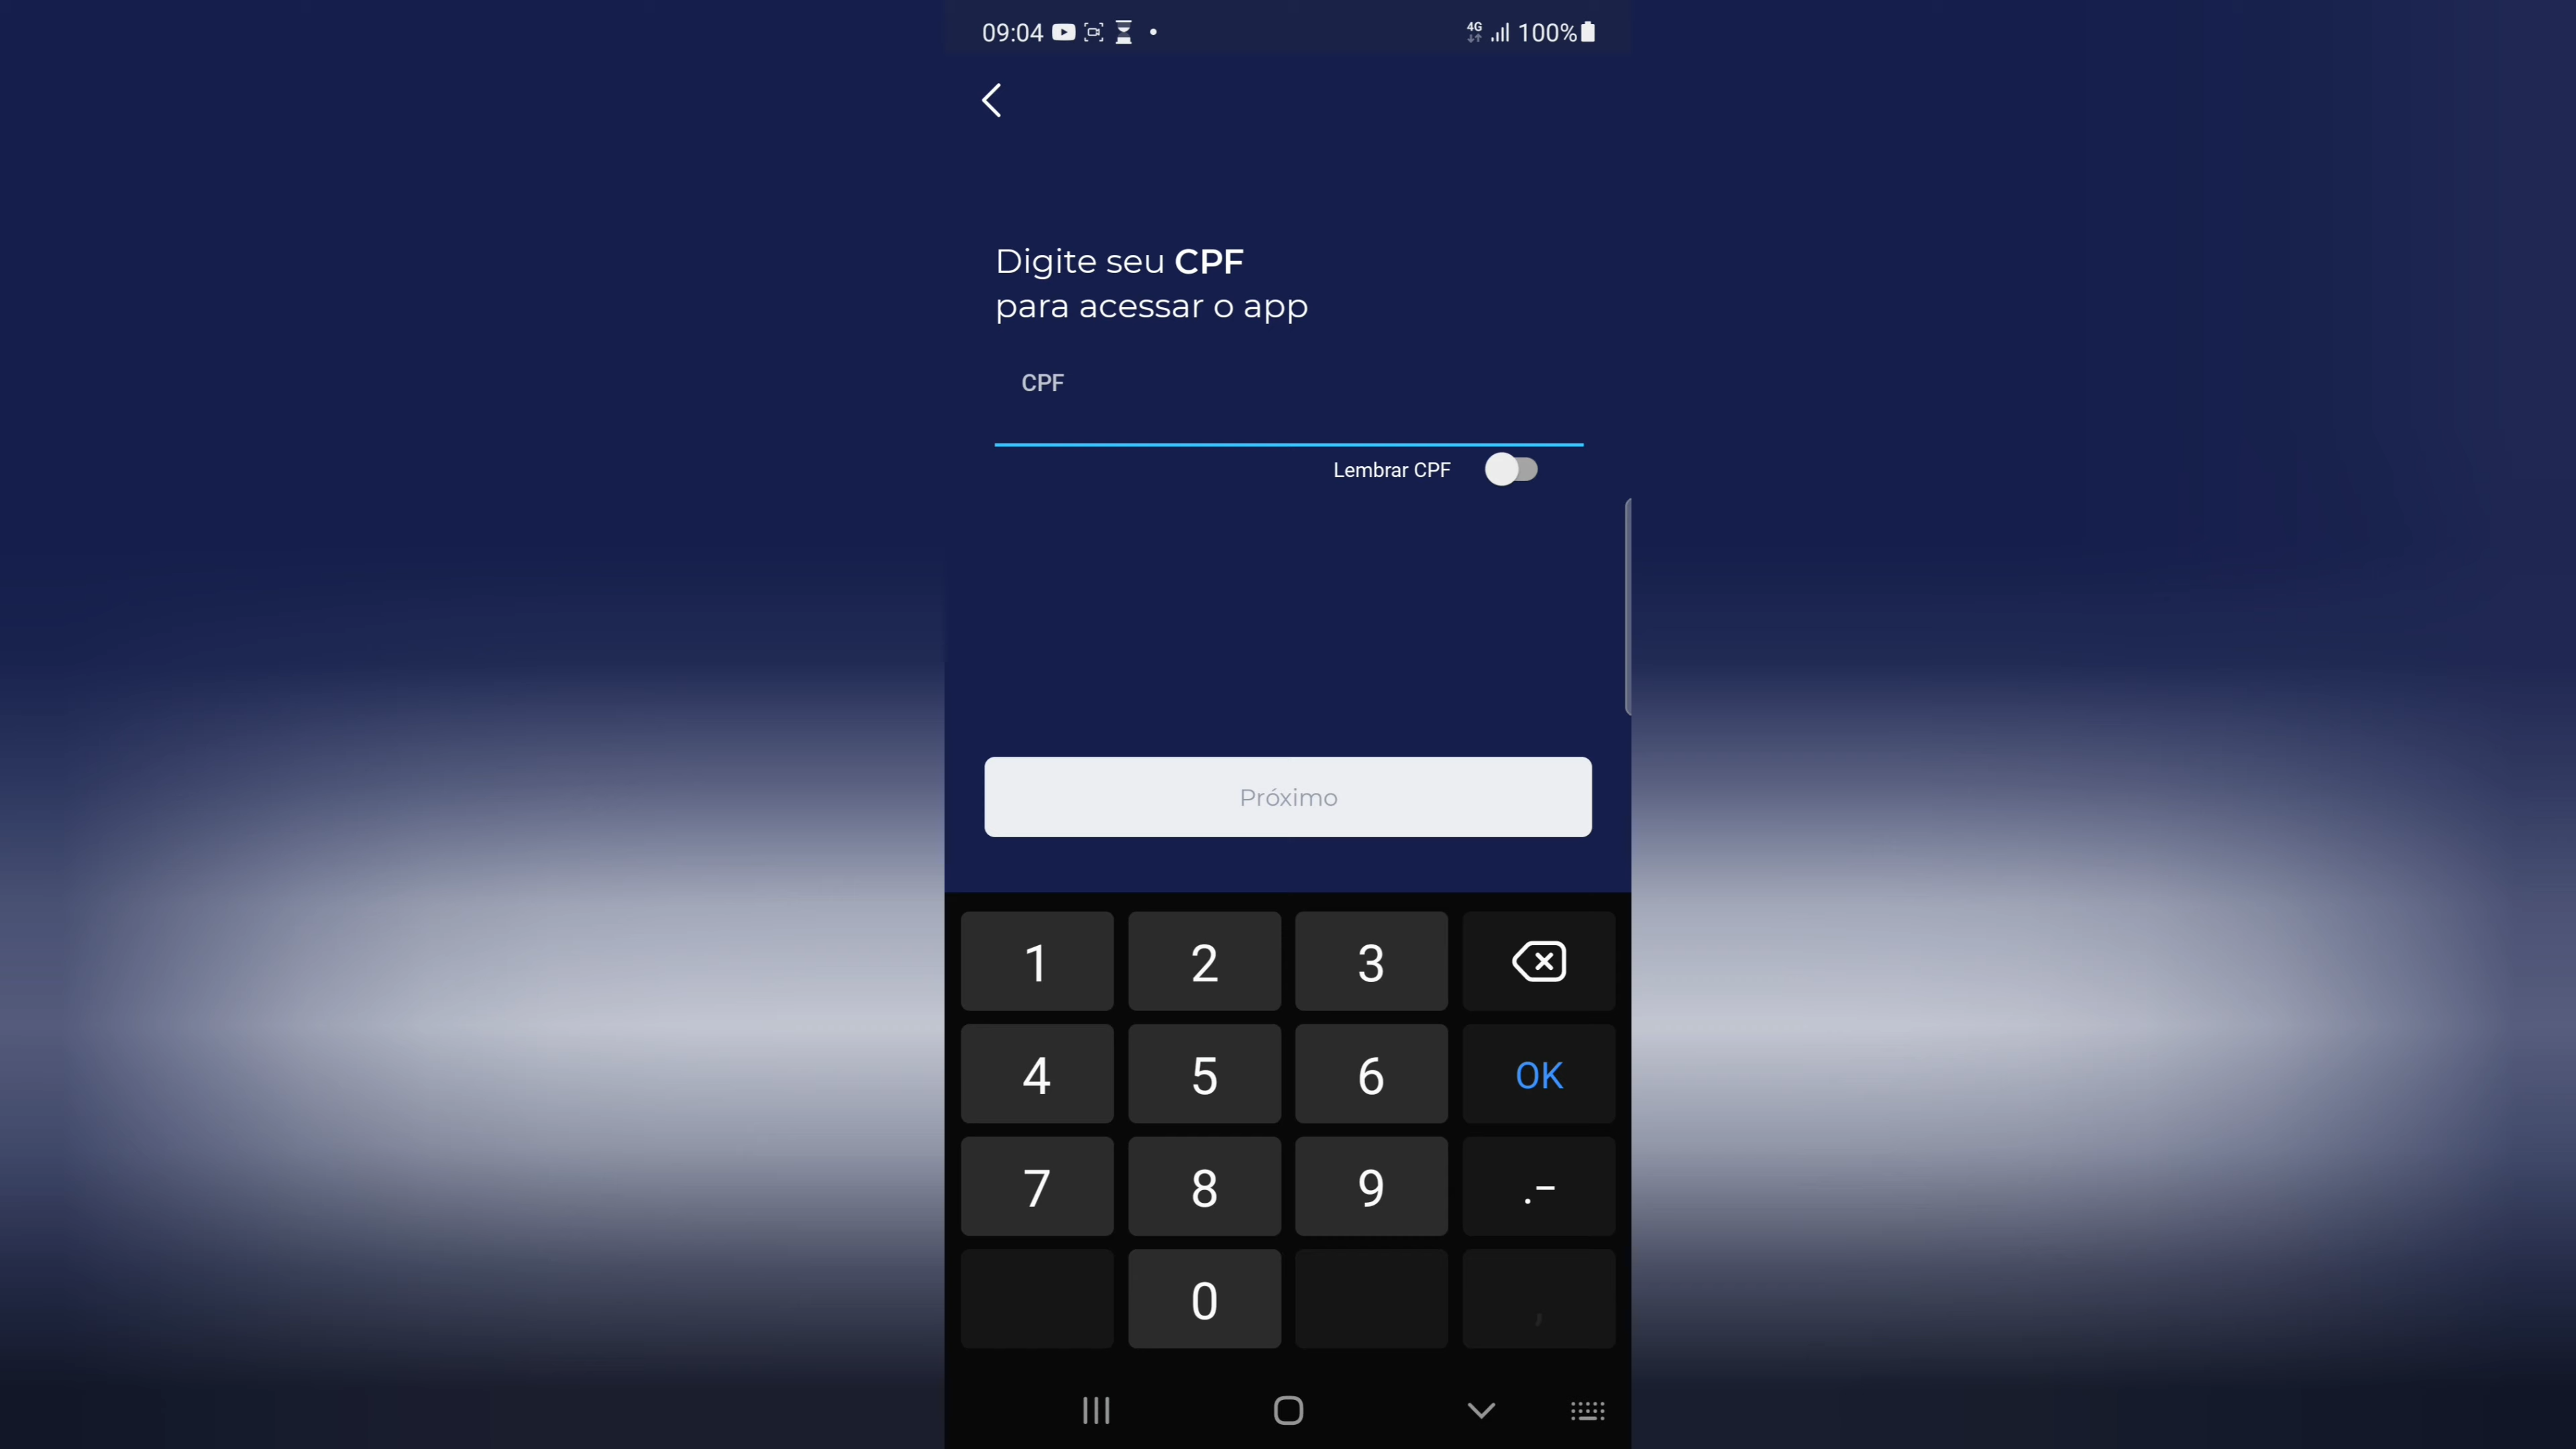 09:04 4G 100%
Digite seu CPF
para acessar o app
CPF
Lembrar CPF
Próximo
1 2 3
4 5 6 OK
7 8 9 .-
0 ,